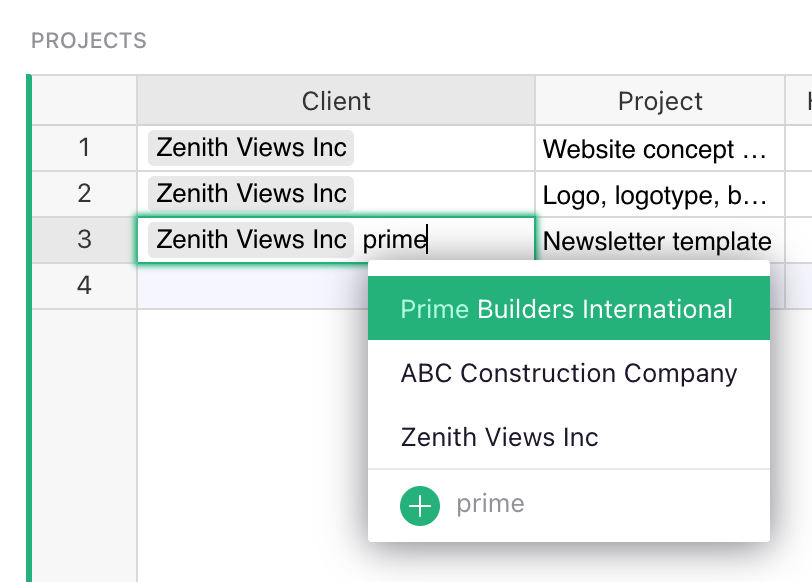 PROJECTS
Client Project
1 Zenith Views Inc Website concept …
2 Zenith Views Inc Logo, logotype, b…
3 Zenith Views Inc prime Newsletter template
4
Prime Builders International
ABC Construction Company
Zenith Views Inc
+ prime